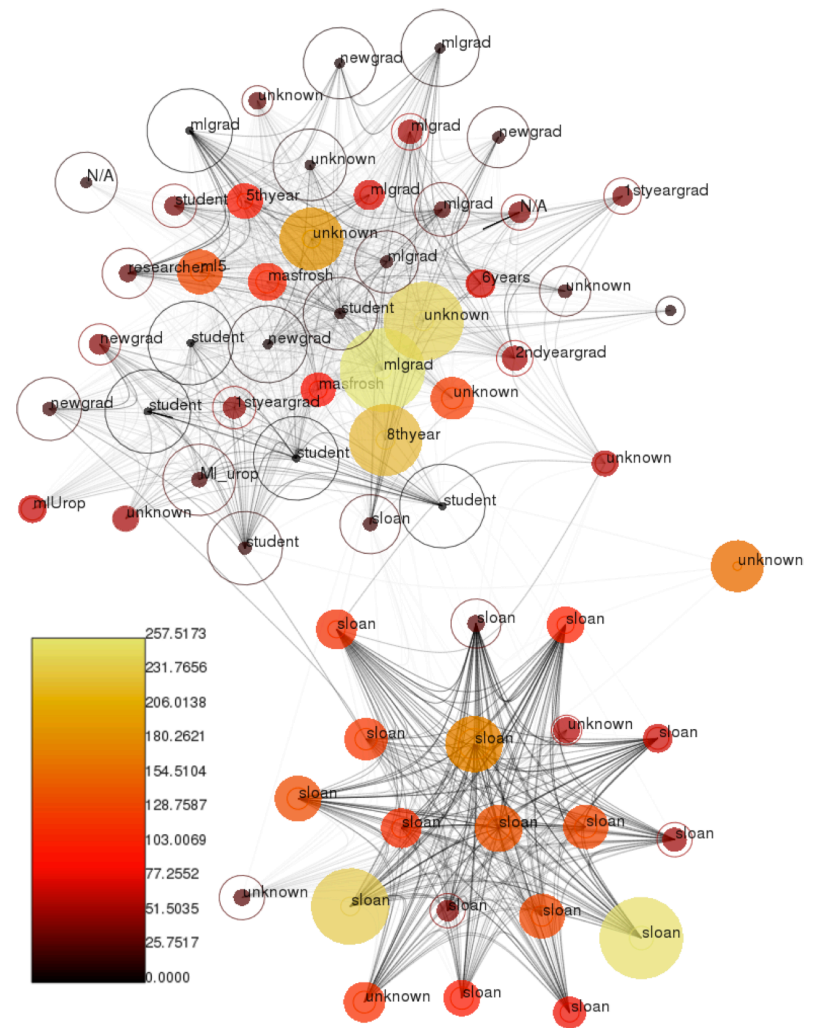 mlgrad
newgrad
unknown
mlgrad
mlgrad
newgrad
unknown
N/A
5thyear
mlgrad
1styeargrad
student
mlgrad
N/A
unknown
mlgrad
researcher
ml5
masfrosh
6years
unknown
student
unknown
student
newgrad
newgrad
2ndyeargrad
mlgrad
masfrosh
unknown
newgrad
student
1styeargrad
8thyear
student
unknown
Ml_urop
mlUrop
unknown
student
sloan
student
unknown
sloan
sloan
sloan
257.5173
231.7656
206.0138
180.2621
154.5104
128.7587
103.0069
77.2552
51.5035
25.7517
0.0000
unknown
sloan
sloan
sloan
sloan
sloan
sloan
sloan
sloan
unknown
sloan
sloan
sloan
sloan
unknown
sloan
sloan